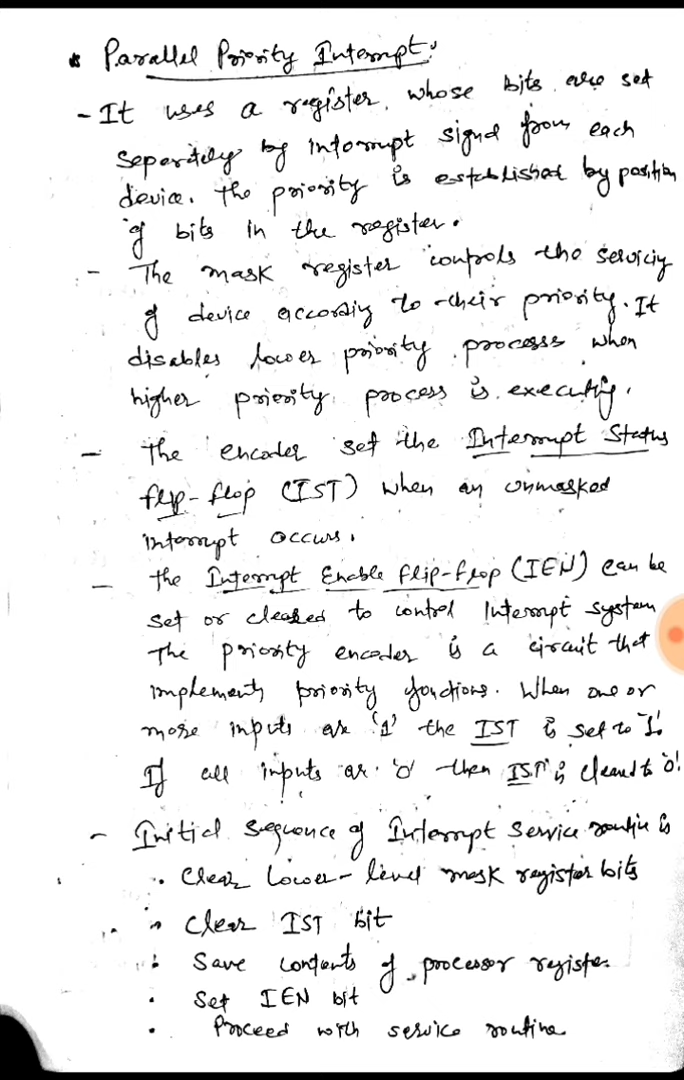 * Parallel Priority Interrupt:
- It uses a register, whose bits are set
seperately by interrupt signal from each
device. The priority is established by position
of bits in the register.
- The mask register controls the servicing
of device according to their priority. It
disables lower priority process when
higher priority process is executing.
- The encoder set the Interrupt Status
flip-flop (IST) when an unmasked
interrupt occurs.
- The Interrupt Enable flip-flop (IEN) can be
set or cleared to control Interrupt system
The priority encoder is a circuit that
implements priority functions. When one or
more inputs are '1' the IST is set to '1'.
If all inputs are '0' then IST is cleared to '0'.
- Initial sequence of Interrupt service routine is
. Clear Lower-level mask register bits
. Clear IST bit
. Save contents of processor register.
. Set IEN bit
. Proceed with service routine